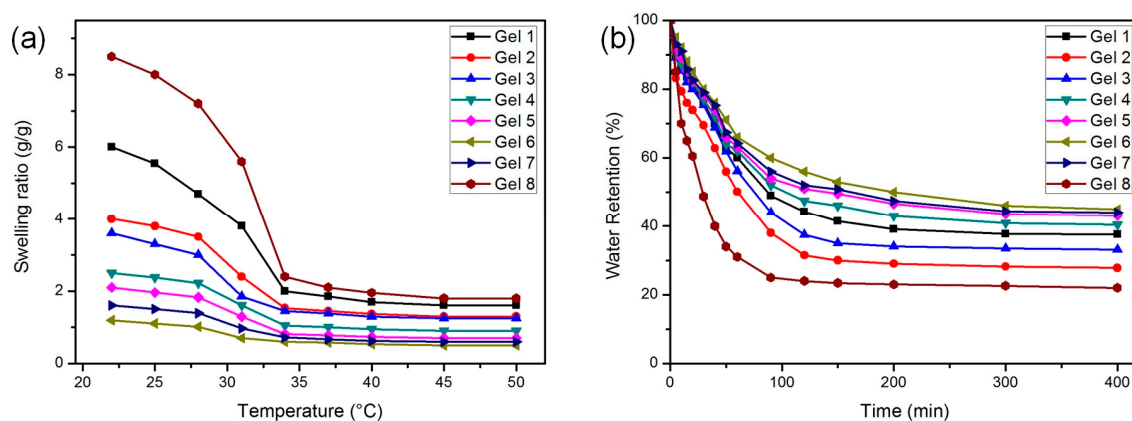 (a)
Swelling ratio (g/g)
8
6
4
2
0
20 25 30 35 40 45 50
Temperature (°C)
Gel 1
Gel 2
Gel 3
Gel 4
Gel 5
Gel 6
Gel 7
Gel 8
(b)
Water Retention (%)
100
80
60
40
20
0
0 100 200 300 400
Time (min)
Gel 1
Gel 2
Gel 3
Gel 4
Gel 5
Gel 6
Gel 7
Gel 8